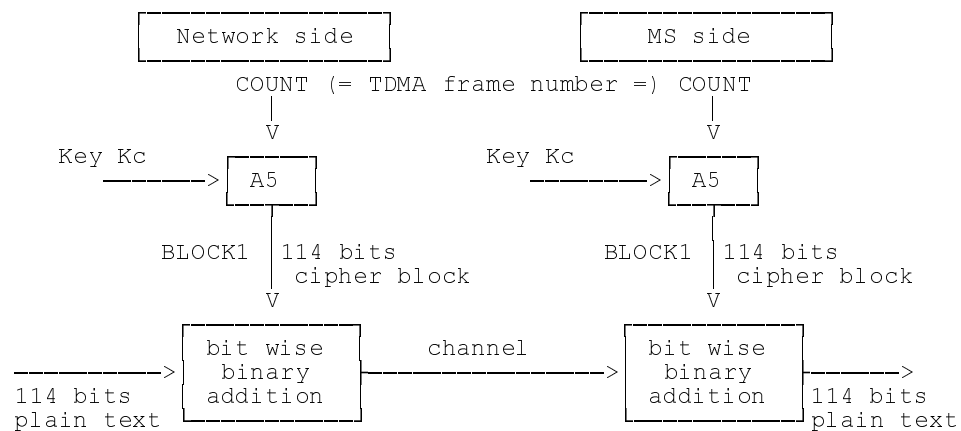 Network side
MS side
COUNT (= TDMA frame number =) COUNT
V
V
Key Kc
A5
Key Kc
A5
BLOCK1
114 bits
cipher block
BLOCK1
114 bits
cipher block
V
V
bit wise
binary
addition
channel
bit wise
binary
addition
114 bits
plain text
114 bits
plain text